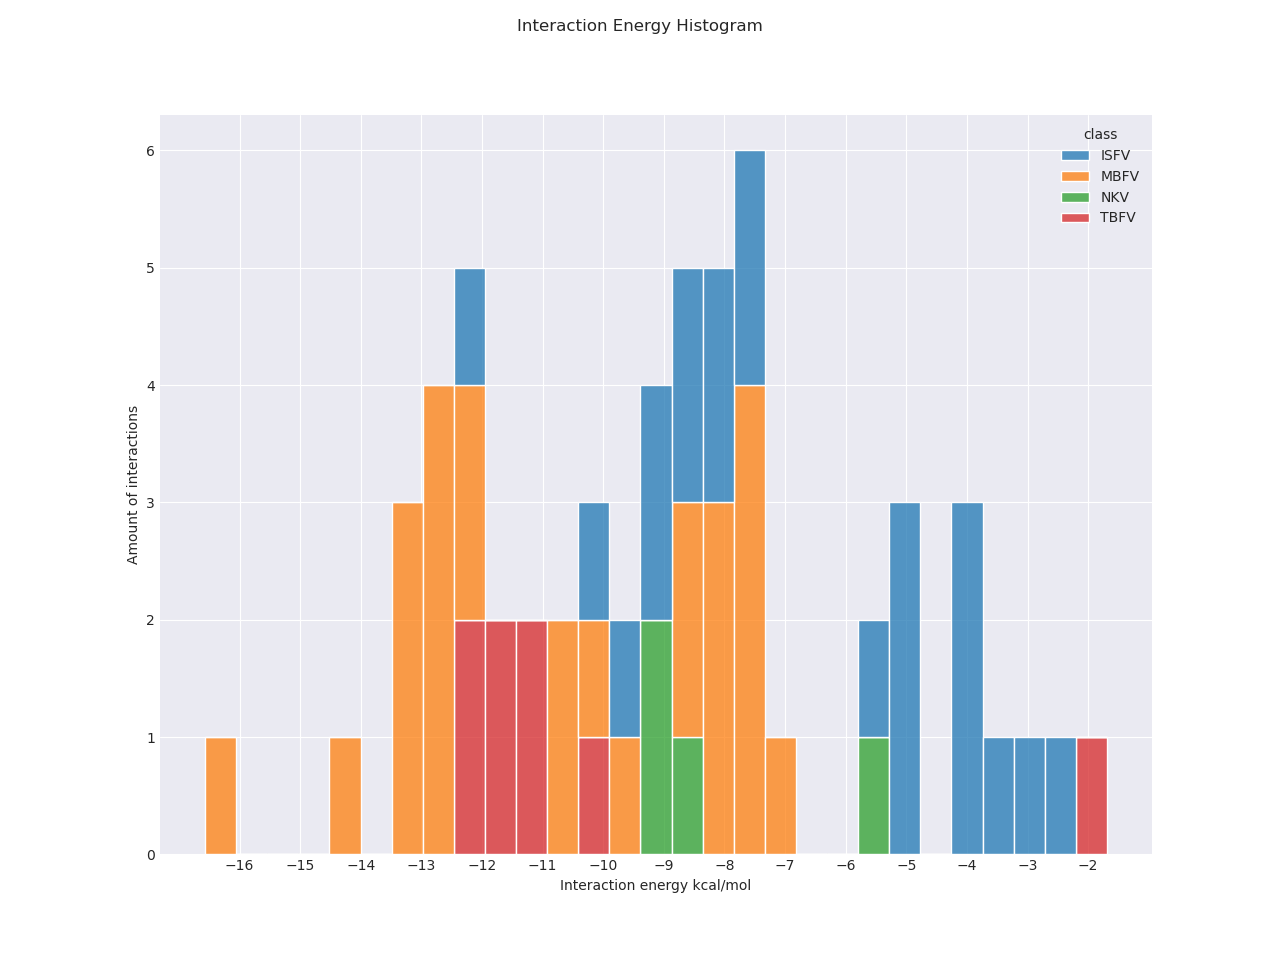 Interaction Energy Histogram
class
ISFV
MBFV
NKV
TBFV
6
5
4
3
2
1
0
Amount of interactions
−16 −15 −14 −13 −12 −11 −10 −9 −8 −7 −6 −5 −4 −3 −2
Interaction energy kcal/mol